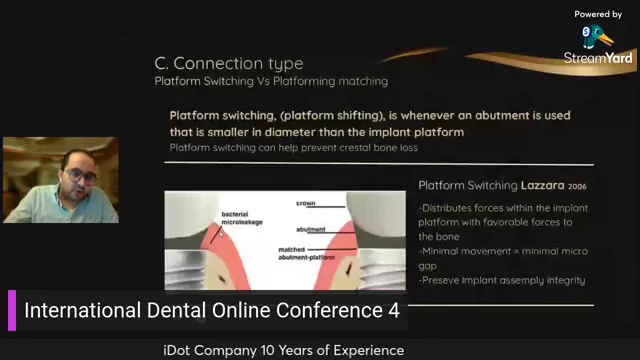 Powered by
StreamYard
C. Connection type
Platform Switching Vs Platforming matching
Platform switching, (platform shifting), is whenever an abutment is used
that is smaller in diameter than the implant platform
Platform switching can help prevent crestal bone loss
Platform Switching Lazzara 2006
-Distributes forces within the implant
platform with favorable forces to
the bone
-Minimal movement = minimal micro
gap
-Preseve implant assemply integrity
crown
bacterial
microleakage
abutment
matched
abutment-platform
International Dental Online Conference 4
iDot Company 10 Years of Experience